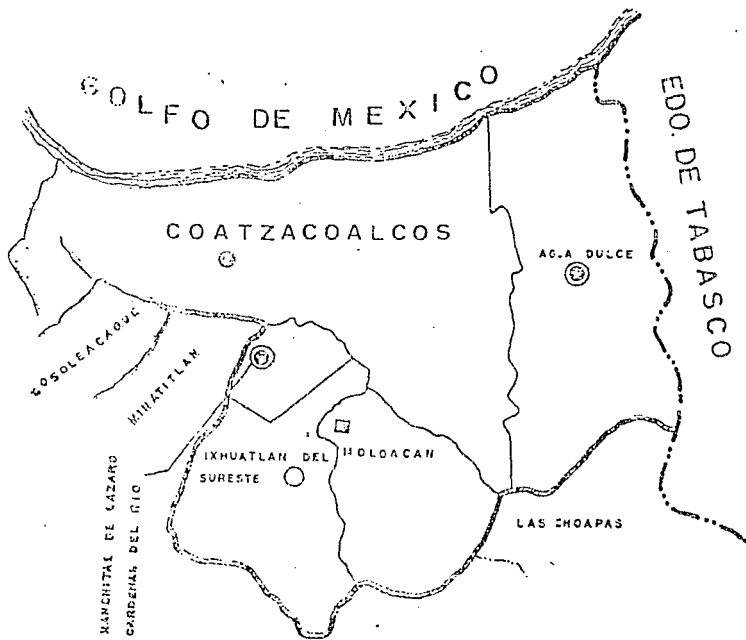 GOLFO DE MEXICO
EDO. DE TABASCO
COATZACOALCOS
AGUA DULCE
COSOLEACAQUE
MINATITLAN
IXHUATLAN DEL
SURESTE
MOLOACAN
LAS CHOAPAS
NANCHITAL DE LAZARO
CARDENAS DEL RIO